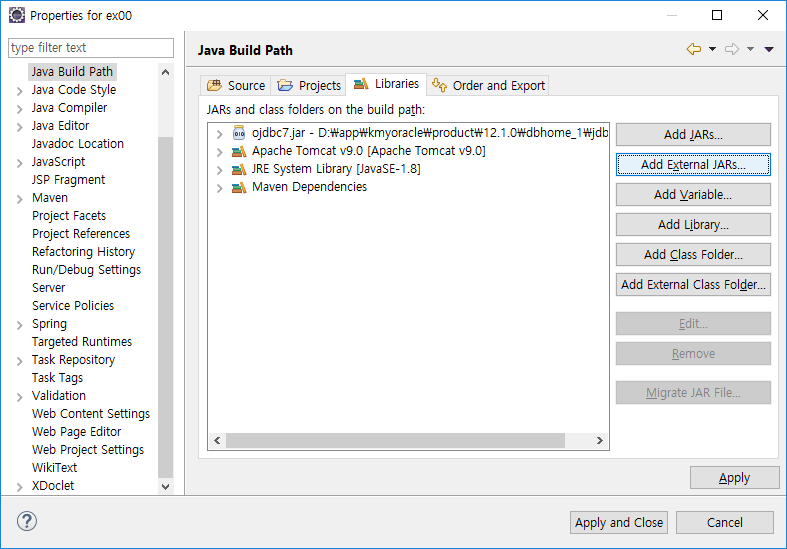 Properties for ex00
type filter text
Java Build Path
Java Code Style
Java Compiler
Java Editor
Javadoc Location
JavaScript
JSP Fragment
Maven
Project Facets
Project References
Refactoring History
Run/Debug Settings
Server
Service Policies
Spring
Targeted Runtimes
Task Repository
Task Tags
Validation
Web Content Settings
Web Page Editor
Web Project Settings
WikiText
XDoclet
Java Build Path
Source
Projects
Libraries
Order and Export
JARs and class folders on the build path:
ojdbc7.jar - D:₩app₩kmyoracle₩product₩12.1.0₩dbhome_1₩jdb
Apache Tomcat v9.0 [Apache Tomcat v9.0]
JRE System Library [JavaSE-1.8]
Maven Dependencies
Add JARs...
Add External JARs...
Add Variable...
Add Library...
Add Class Folder...
Add External Class Folder...
Edit...
Remove
Migrate JAR File...
Apply
Apply and Close
Cancel